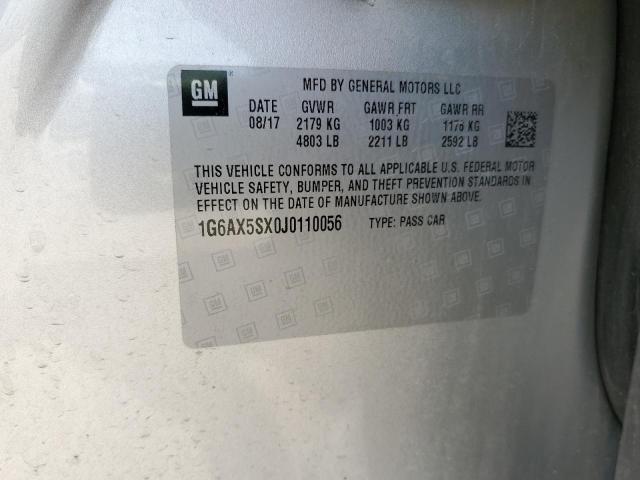 GM
MFD BY GENERAL MOTORS LLC
DATE GVWR GAWR FRT GAWR RR
08/17 2179 KG 1003 KG 1176 KG
4803 LB 2211 LB 2592 LB
THIS VEHICLE CONFORMS TO ALL APPLICABLE U.S. FEDERAL MOTOR
VEHICLE SAFETY, BUMPER, AND THEFT PREVENTION STANDARDS IN
EFFECT ON THE DATE OF MANUFACTURE SHOWN ABOVE.
1G6AX5SX0J0110056 TYPE: PASS CAR